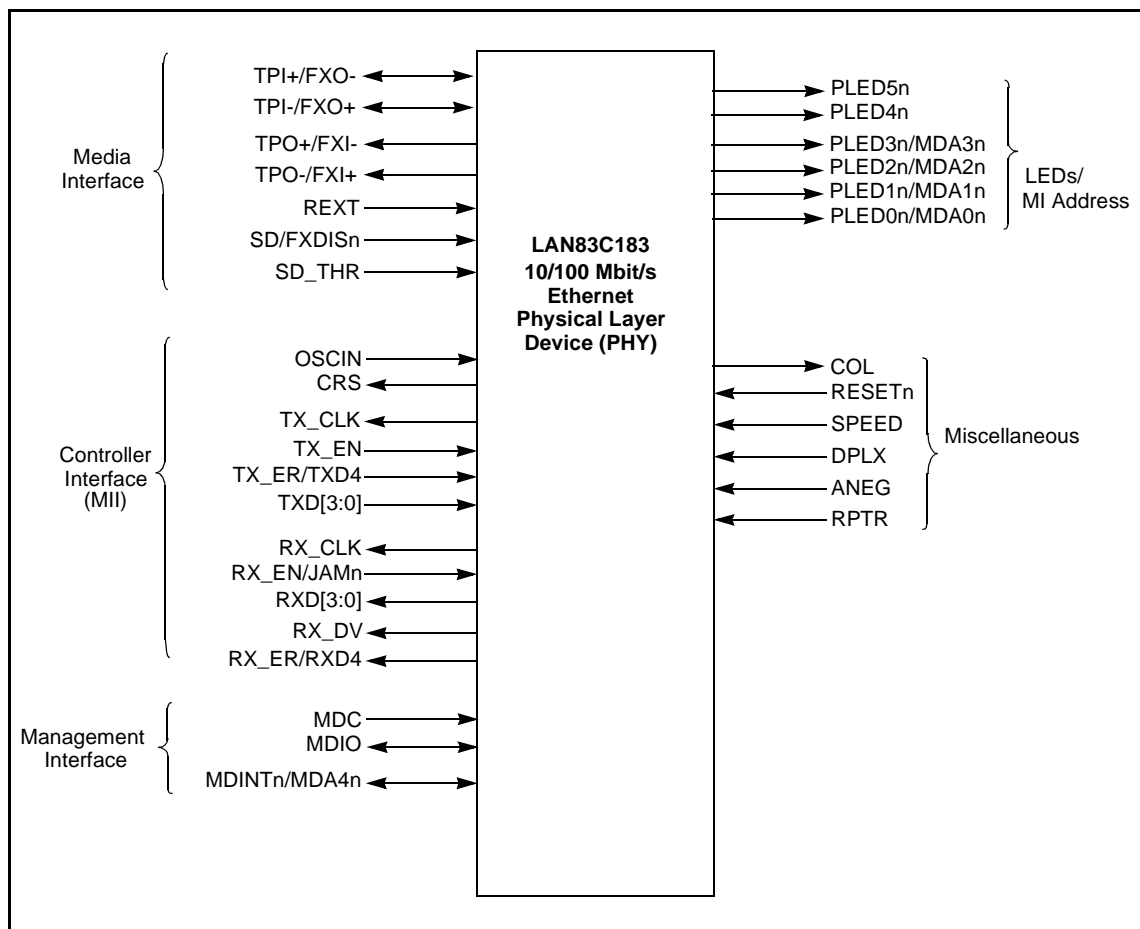 Media
Interface
TPI+/FXO-
TPI-/FXO+
TPO+/FXI-
TPO-/FXI+
REXT
SD/FXDISn
SD_THR
Controller
Interface
(MII)
OSCIN
CRS
TX_CLK
TX_EN
TX_ER/TXD4
TXD[3:0]
RX_CLK
RX_EN/JAMn
RXD[3:0]
RX_DV
RX_ER/RXD4
Management
Interface
MDC
MDIO
MDINTn/MDA4n
LAN83C183
10/100 Mbit/s
Ethernet
Physical Layer
Device (PHY)
PLED5n
PLED4n
PLED3n/MDA3n
PLED2n/MDA2n
PLED1n/MDA1n
PLED0n/MDA0n
LEDs/
MI Address
COL
RESETn
SPEED
DPLX
ANEG
RPTR
Miscellaneous